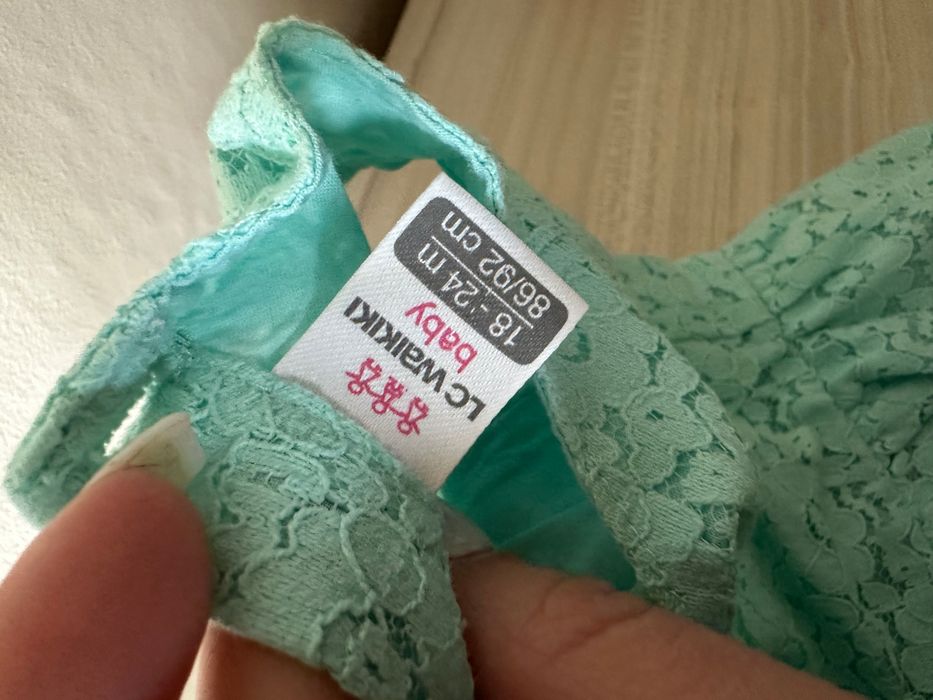 LC WAIKIKI
baby
18 - 24 m
86/92 cm